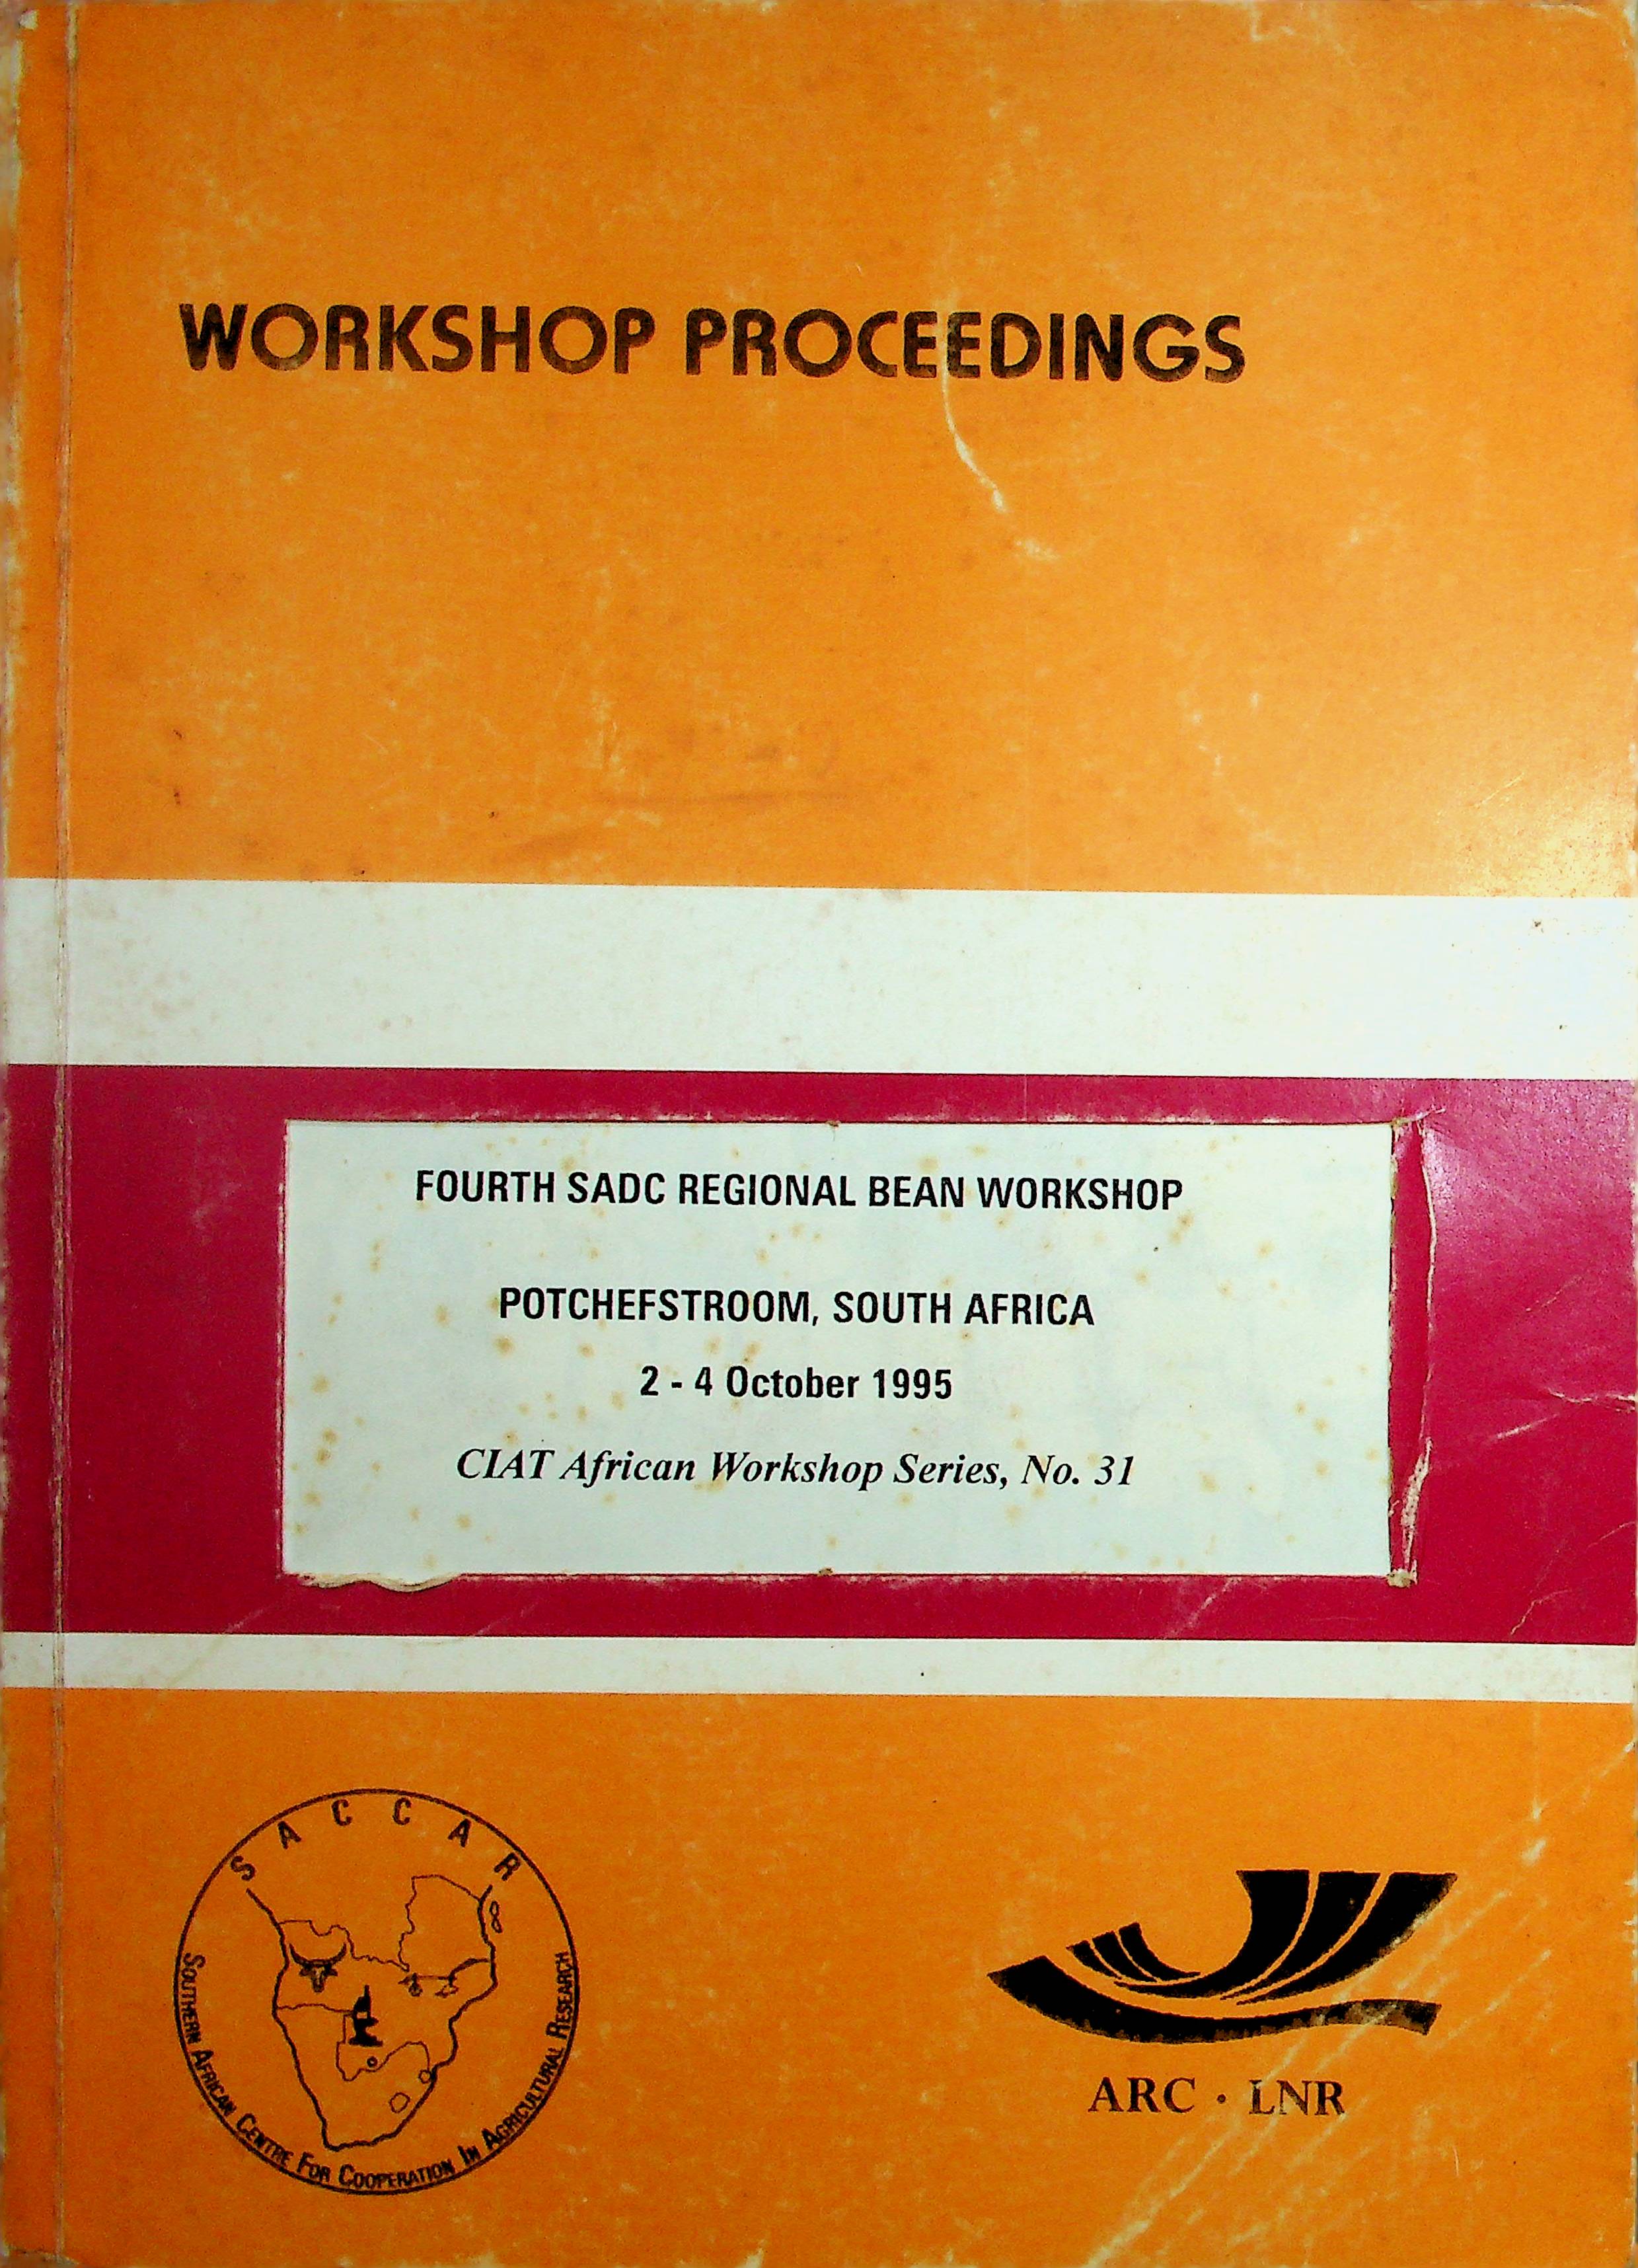 WORKSHOP PROCEEDINGS
FOURTH SADC REGIONAL BEAN WORKSHOP
POTCHEFSTROOM, SOUTH AFRICA
2 - 4 October 1995
CIAT African Workshop Series, No. 31
SACCAR
SOUTHERN AFRICAN CENTRE FOR COOPERATION IN AGRICULTURAL RESEARCH
ARC · LNR